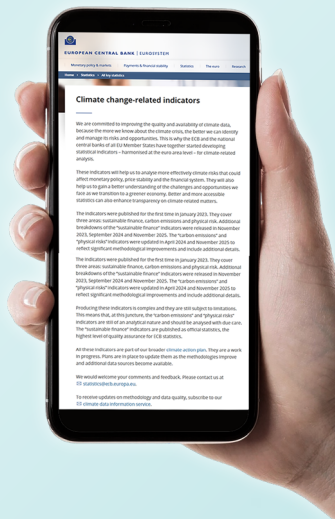 EUROPEAN CENTRAL BANK | EUROSYSTEM
Monetary policy & markets Payments & financial stability Statistics The euro Research
Home > Statistics > All key statistics
Climate change-related indicators
We are committed to improving the quality and availability of climate data,
because the more we know about the climate crisis, the better we can identify
and manage its risks and opportunities. This is why the ECB and the national
central banks of all EU Member States have together started developing
statistical indicators – harmonised at the euro area level – for climate-related
analysis.
These indicators will help us to analyse more effectively climate risks that could
affect monetary policy, price stability and the financial system. They will also
help us to gain a better understanding of the challenges and opportunities we
face as we transition to a greener economy. Better and more accessible
statistics can also enhance transparency on climate related matters.
The indicators were published for the first time in January 2023. They cover
three areas: sustainable finance, carbon emissions and physical risk. Additional
breakdowns of the "sustainable finance" indicators were released in November
2023, September 2024 and November 2025. The "carbon emissions" and
"physical risks" indicators were updated in April 2024 and November 2025 to
reflect significant methodological improvements and include additional details.
The indicators were published for the first time in January 2023. They cover
three areas: sustainable finance, carbon emissions and physical risk. Additional
breakdowns of the "sustainable finance" indicators were released in November
2023, September 2024 and November 2025. The "carbon emissions" and
"physical risks" indicators were updated in April 2024 and November 2025 to
reflect significant methodological improvements and include additional details.
Producing these indicators is complex and they are still subject to limitations.
This means that, at this juncture, the "carbon emissions" and "physical risks"
indicators are still of an analytical nature and should be analysed with due care.
The "sustainable finance" indicators are published as official statistics, the
highest level of quality assurance for ECB statistics.
All these indicators are part of our broader climate action plan. They are a work
in progress. Plans are in place to update them as the methodologies improve
and additional data sources become available.
We would welcome your comments and feedback. Please contact us at
statistics@ecb.europa.eu.
To receive updates on methodology and data quality, subscribe to our
climate data information service.